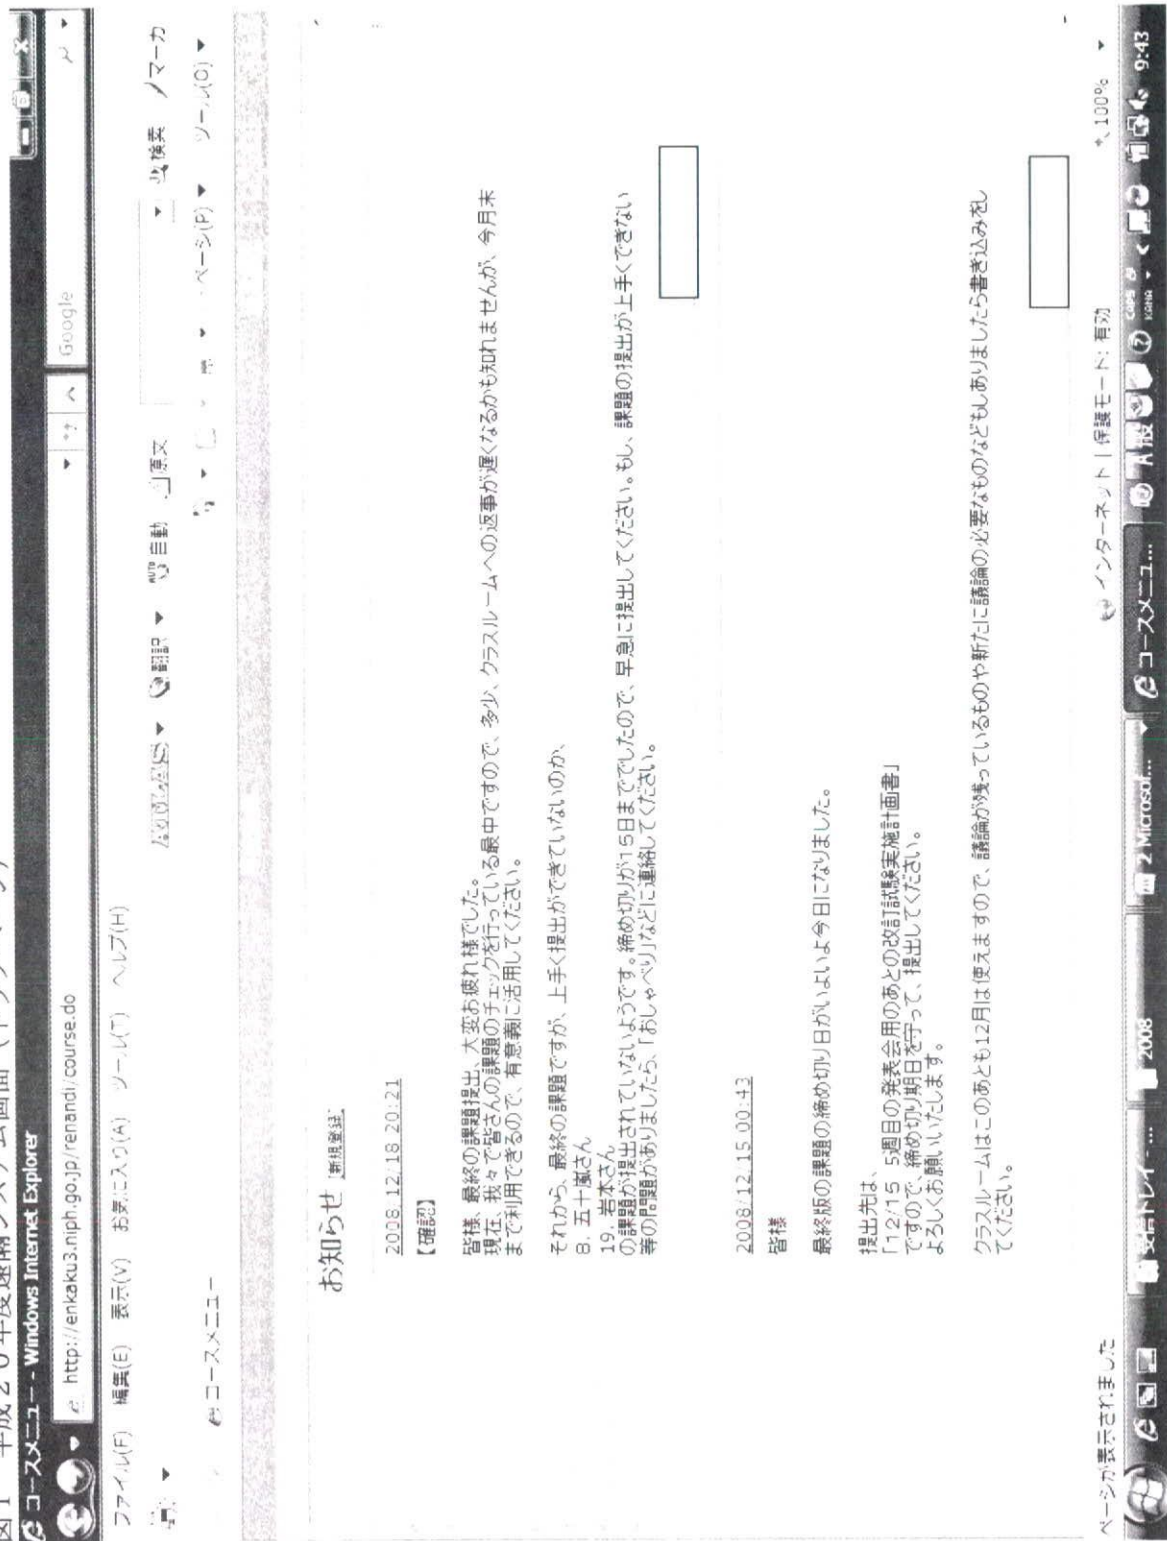 図1 平成20年度遠隔システム画面
コースメニュー - Windows Internet Explorer
http://enkaku3.niph.go.jp/renandi/course.do
Google
ファイル(F) 編集(E) 表示(V) お気に入り(A) ツール(T) ヘルプ(H)
翻訳 AUTO 自動 原文 検索 マーカ
コースメニュー
ページ(P) ツール(O)
お知らせ [新規登録]
2008/12/18 20:21
【確認】
皆様、最終の課題提出、大変お疲れ様でした。
現在、我々で皆さんの課題のチェックを行っている最中ですので、多少、クラスルームへの返事が遅くなるかも知れませんが、今月末
まで利用できるので、有意義に活用してください。
それから、最終の課題ですが、上手く提出ができていないのか、
8. 五十嵐さん
19. 岩本さん
の課題が提出されていないようです。締め切りが15日まででしたので、早急に提出してください。もし、課題の提出が上手くできない
等の問題がありましたら、「おしゃべり」などに連絡してください。
2008/12/15 00:43
皆様
最終版の課題の締め切り日がいよいよ今日になりました。
提出先は、
「12/15 5週目の発表会用のあとの改訂試験実施計画書」
ですので、締め切り期日を守って、提出してください。
よろしくお願いいたします。
クラスルームはこのあとも12月は使えますので、議論が残っているものや新たに議論の必要なものなどもしありましたら書き込みをし
てください。
ページが表示されました
インターネット | 保護モード: 有効
100%
受信トレイ - ...
2008
2 Microsof...
コースメニュ...
A 般
CAPS
KANA
9:43